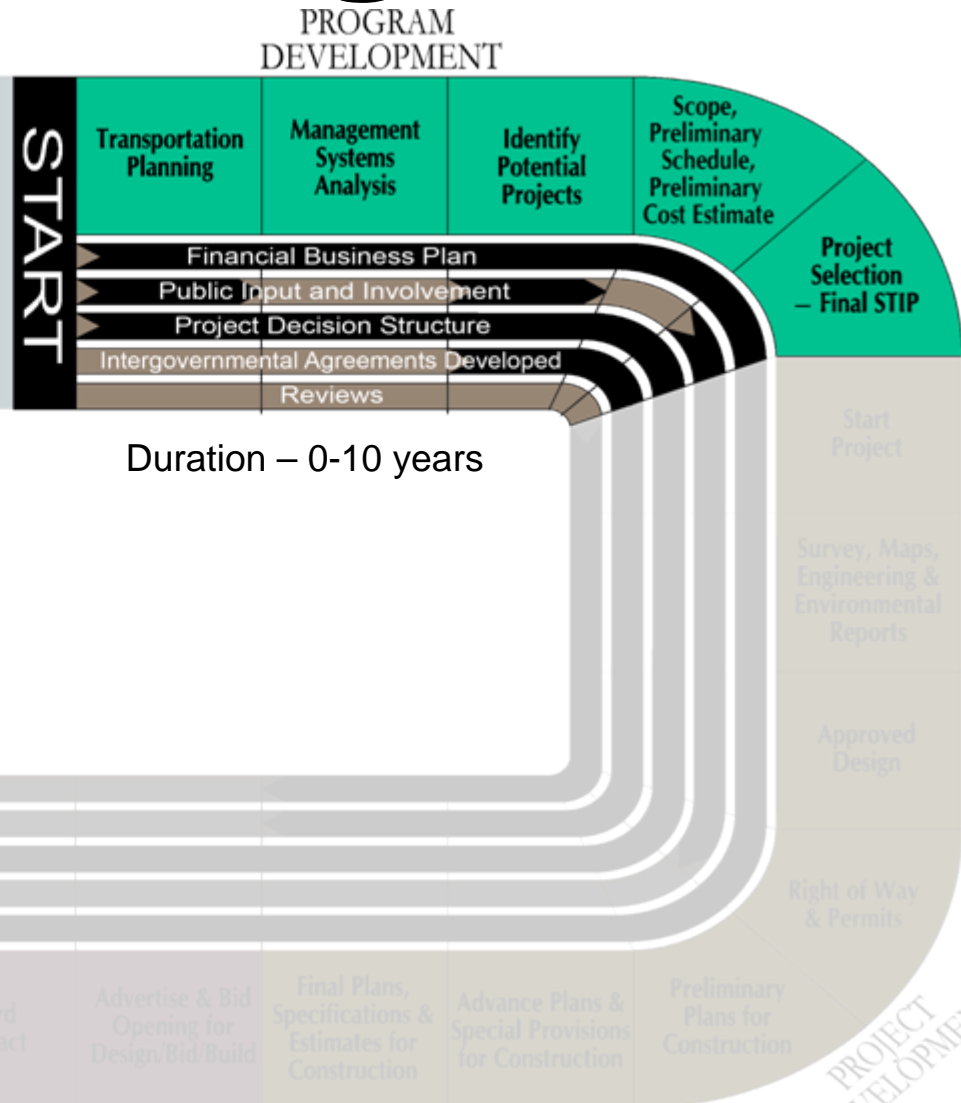 PROGRAM
DEVELOPMENT
START
Transportation
Planning
Management
Systems
Analysis
Identify
Potential
Projects
Scope,
Preliminary
Schedule,
Preliminary
Cost Estimate
Project
Selection
– Final STIP
Financial Business Plan
Public Input and Involvement
Project Decision Structure
Intergovernmental Agreements Developed
Reviews
Duration – 0-10 years
Start
Project
Survey, Maps,
Engineering &
Environmental
Reports
Approved
Design
Right of Way
& Permits
Preliminary
Plans for
Construction
Advance Plans &
Special Provisions
for Construction
Final Plans,
Specifications &
Estimates for
Construction
Advertise & Bid
Opening for
Design/Bid/Build
PROJECT